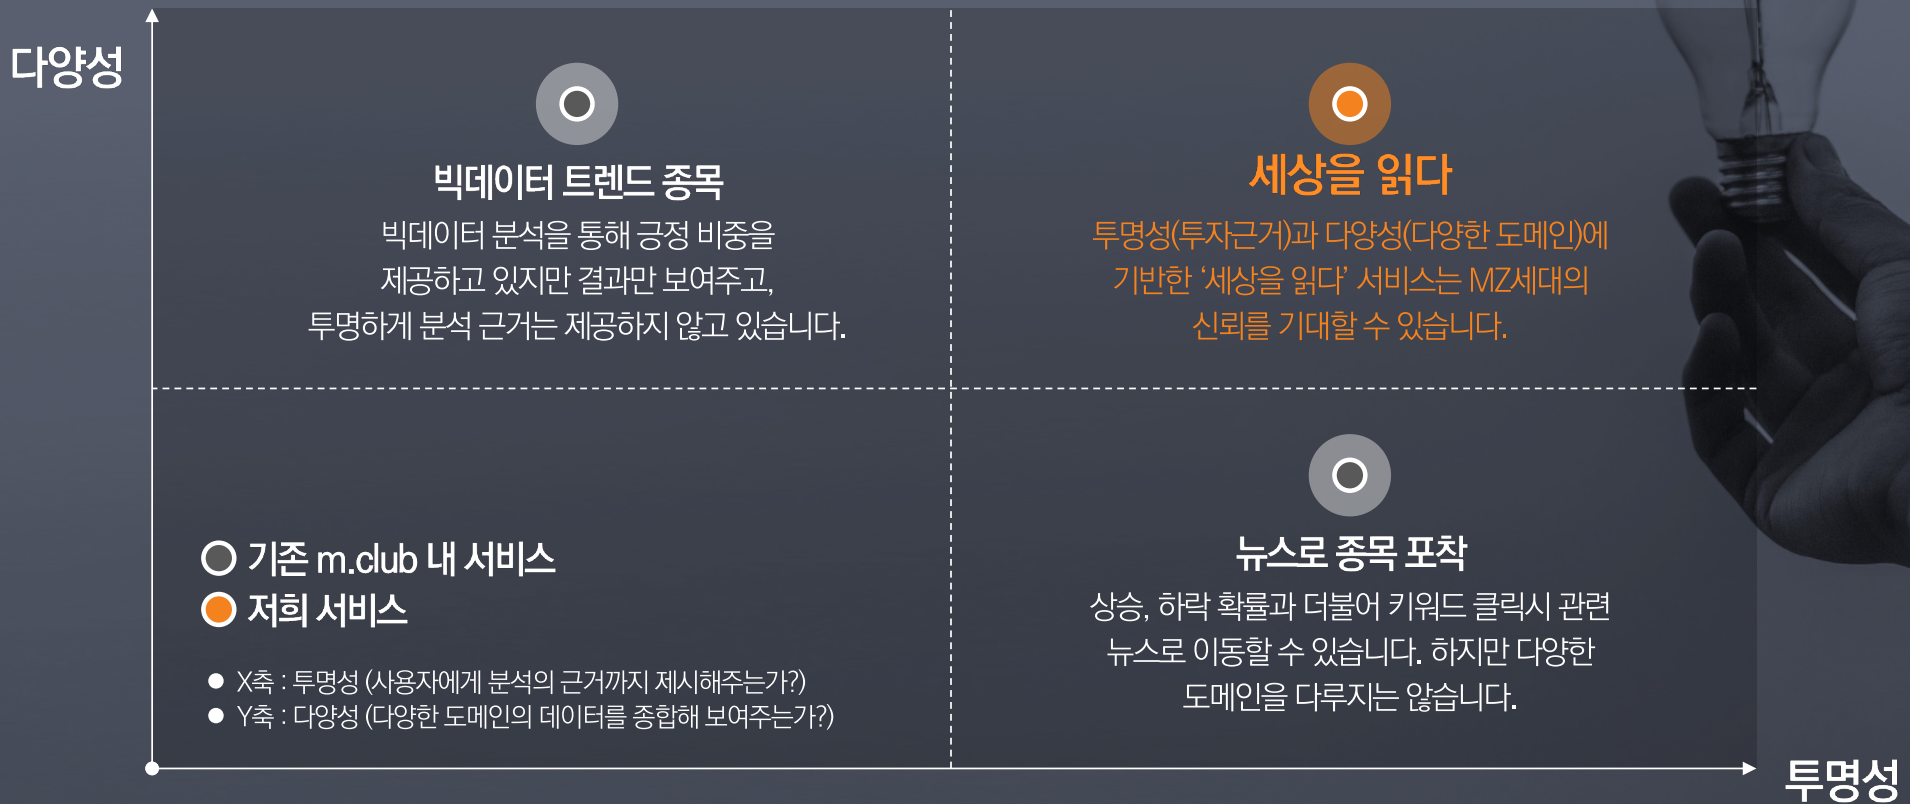 다양성
빅데이터 트렌드 종목
빅데이터 분석을 통해 긍정 비중을
제공하고 있지만 결과만 보여주고,
투명하게 분석 근거는 제공하지 않고 있습니다.
세상을 읽다
투명성(투자근거)과 다양성(다양한 도메인)에
기반한 ‘세상을 읽다’ 서비스는 MZ세대의
신뢰를 기대할 수 있습니다.
기존 m.club 내 서비스
저희 서비스
X축 : 투명성 (사용자에게 분석의 근거까지 제시해주는가?)
Y축 : 다양성 (다양한 도메인의 데이터를 종합해 보여주는가?)
뉴스로 종목 포착
상승, 하락 확률과 더불어 키워드 클릭시 관련
뉴스로 이동할 수 있습니다. 하지만 다양한
도메인을 다루지는 않습니다.
투명성